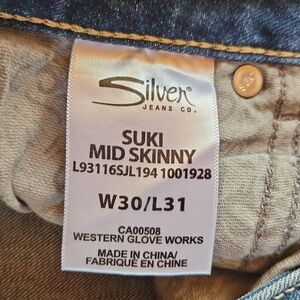 Silver
JEANS CO.
SUKI
MID SKINNY
L93116SJL194 1001928
W30/L31
CA00508
WESTERN GLOVE WORKS
MADE IN CHINA/
FABRIQUÉ EN CHINE